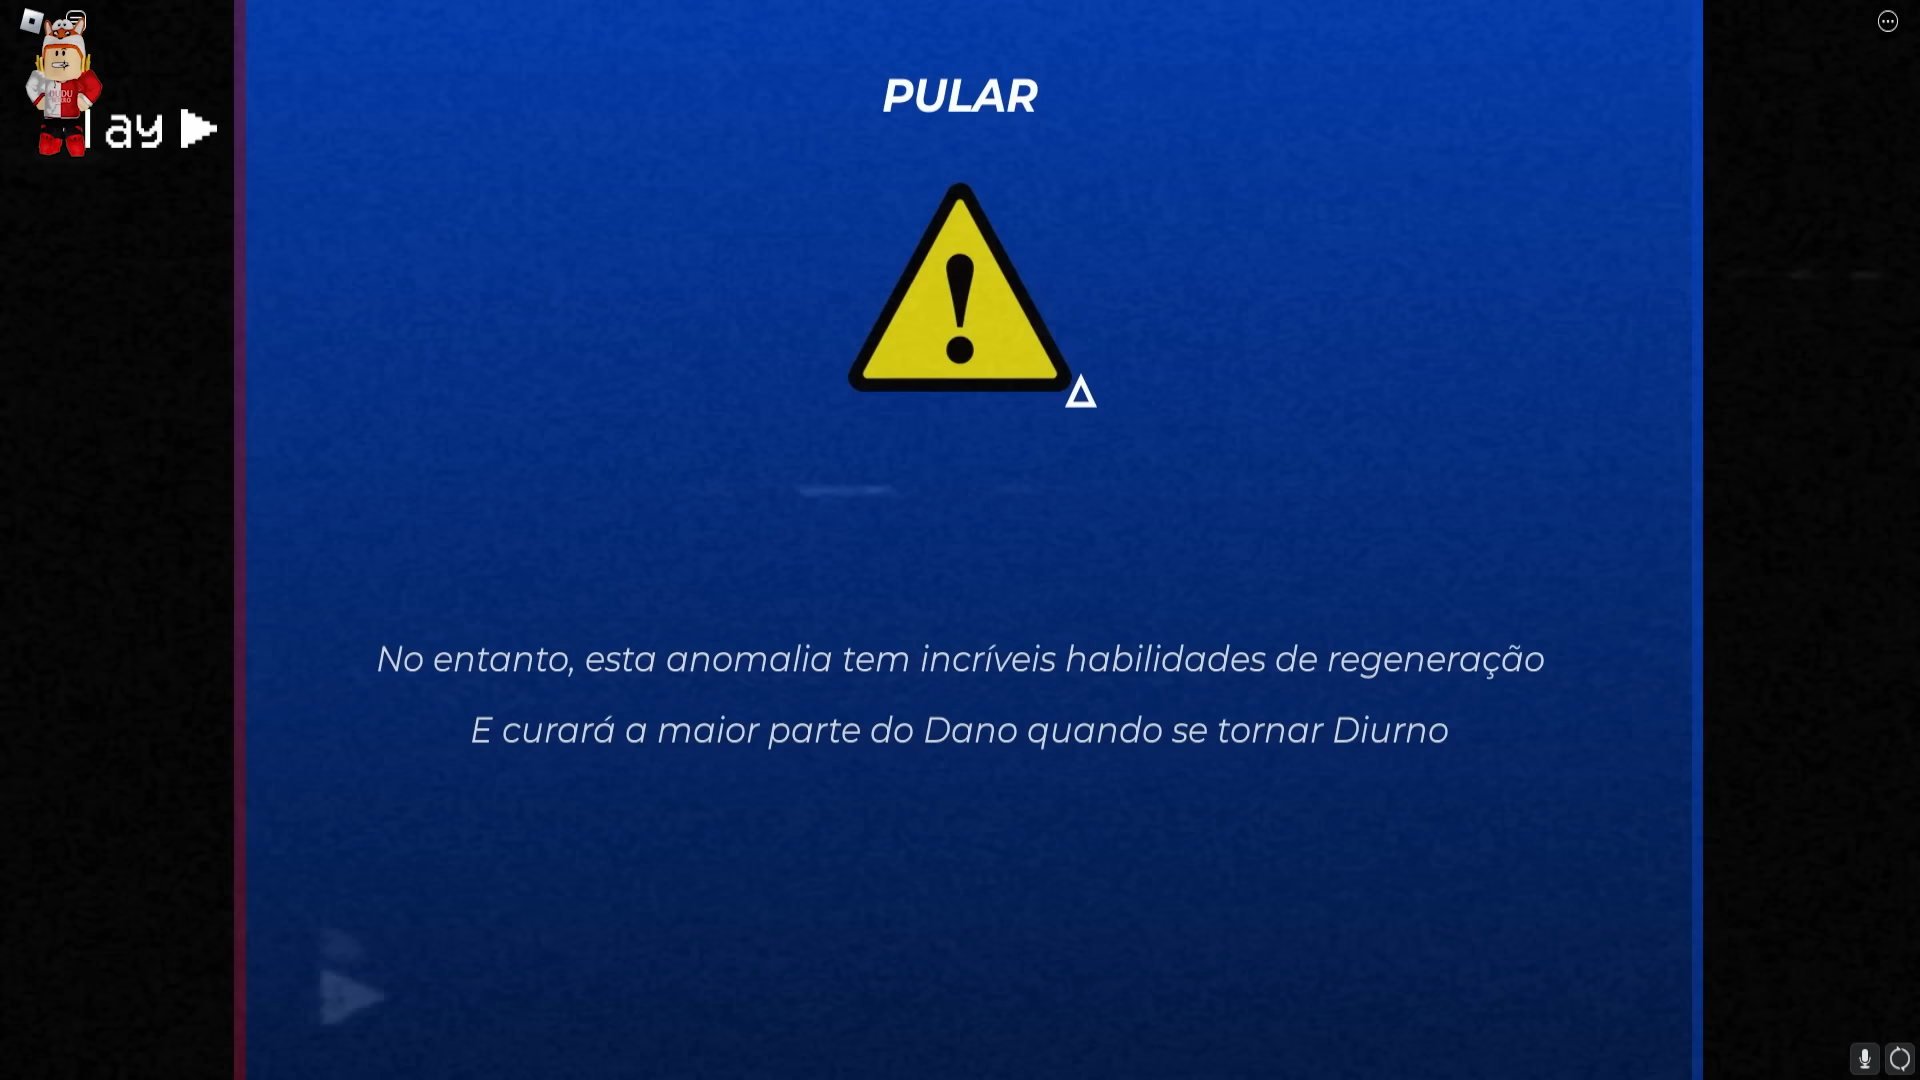 PULAR
lay
No entanto, esta anomalia tem incríveis habilidades de regeneração
E curará a maior parte do Dano quando se tornar Diurno